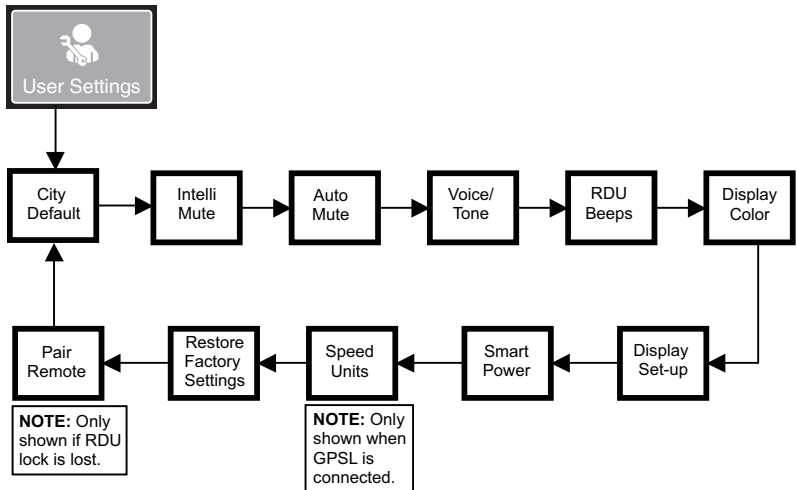 User Settings
City
Default
Intelli
Mute
Auto
Mute
Voice/
Tone
RDU
Beeps
Display
Color
Pair
Remote
Restore
Factory
Settings
Speed
Units
Smart
Power
Display
Set-up
NOTE: Only
shown if RDU
lock is lost.
NOTE: Only
shown when
GPSL is
connected.